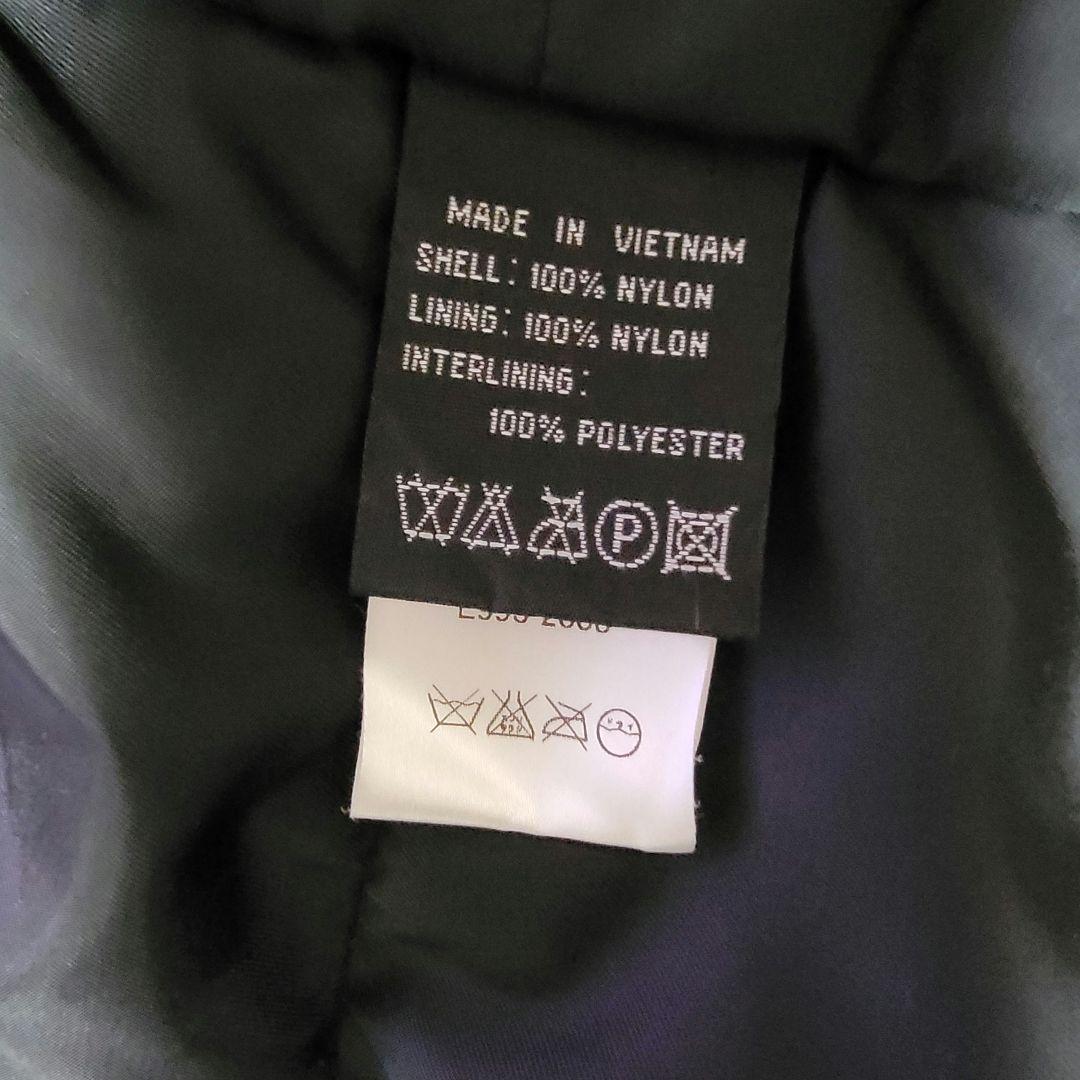 MADE IN VIETNAM
SHELL: 100% NYLON
LINING: 100% NYLON
INTERLINING:
100% POLYESTER
P